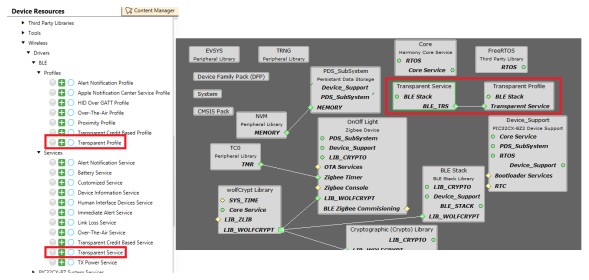 Device Resources
Content Manager
Third Party Libraries
Tools
Wireless
Drivers
BLE
Profiles
Alert Notification Profile
Apple Notification Center Service Profile
HID Over GATT Profile
Over-The-Air Profile
Proximity Profile
Transparent Credit Based Profile
Transparent Profile
Services
Alert Notification Service
Battery Service
Customized Service
Device Information Service
Human Interface Devices Service
Immediate Alert Service
Link Loss Service
Over-The-Air Service
Transparent Credit Based Service
Transparent Service
TX Power Service
EVSYS
Peripheral Library
TRNG
Peripheral Library
Device Family Pack (DFP)
System
CMSIS Pack
NVM
Peripheral Library
MEMORY
TC0
Peripheral Library
TMR
wolfCrypt Library
SYS_TIME
Core Service
LIB_ZLIB
LIB_WOLFCRYPT
PDS_SubSystem
Persistant Data Storage
Device_Support
PDS_SubSystem
MEMORY
OnOff Light
Zigbee Device
PDS_SubSystem
Device_Support
LIB_CRYPTO
OTA Services
Zigbee Timer
Zigbee Console
LIB_WOLFCRYPT
BLE ZigBee Commisioning
Cryptographic (Crypto) Library
LIB_CRYPTO
LIB_WOLFCRYPT
Core
Harmony Core Service
RTOS
Core Service
FreeRTOS
Third Party Library
RTOS
Transparent Service
BLE Stack
BLE_TRS
Transparent Profile
BLE Stack
Transparent Service
BLE Stack
BLE Stack Library
LIB_CRYPTO
Device_Support
BLE_STACK
LIB_WOLFCRYPT
Device_Support
PIC32CX-BZ2 Device Support
Core Service
PDS_SubSystem
RTOS
Device_Support
Bootloader Services
RTC